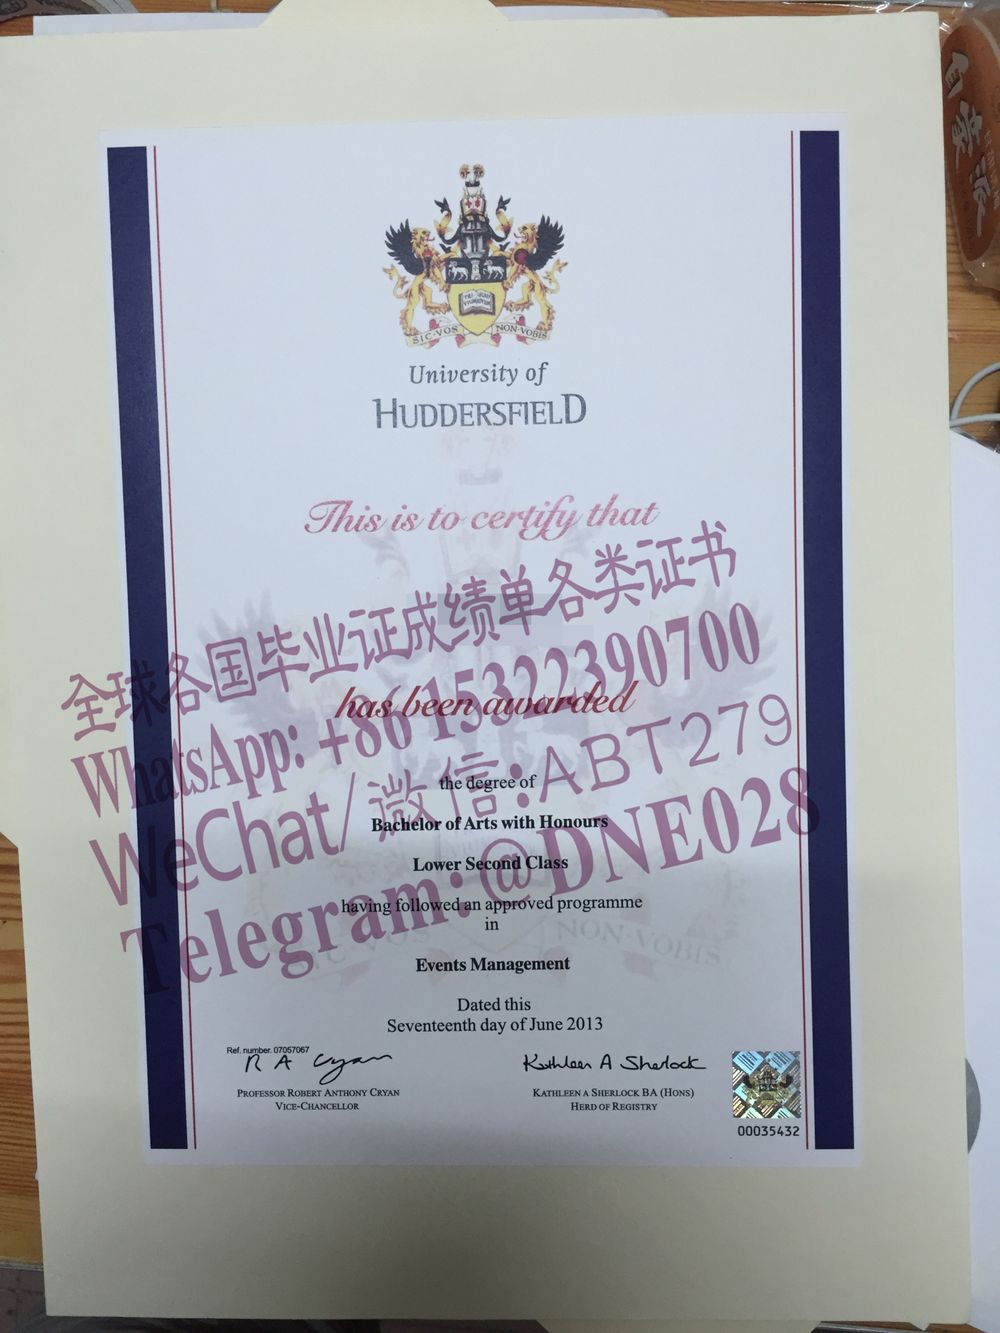 SIC VOS NON VOBIS
University of
HUDDERSFIELD
This is to certify that
全球各国毕业证成绩单各类证书
has been awarded
WhatsApp: +86 15322390700
WeChat/微信:ABT279
the degree of
Bachelor of Arts with Honours
Lower Second Class
Telegram:@DNE028
having followed an approved programme
in
NON·VOBIS
Events Management
Dated this
Seventeenth day of June 2013
Ref. number. 07057067
R A Cryan
Kathleen A Sherlock
PROFESSOR ROBERT ANTHONY CRYAN
VICE-CHANCELLOR
KATHLEEN A SHERLOCK BA (HONS)
HERD OF REGISTRY
00035432